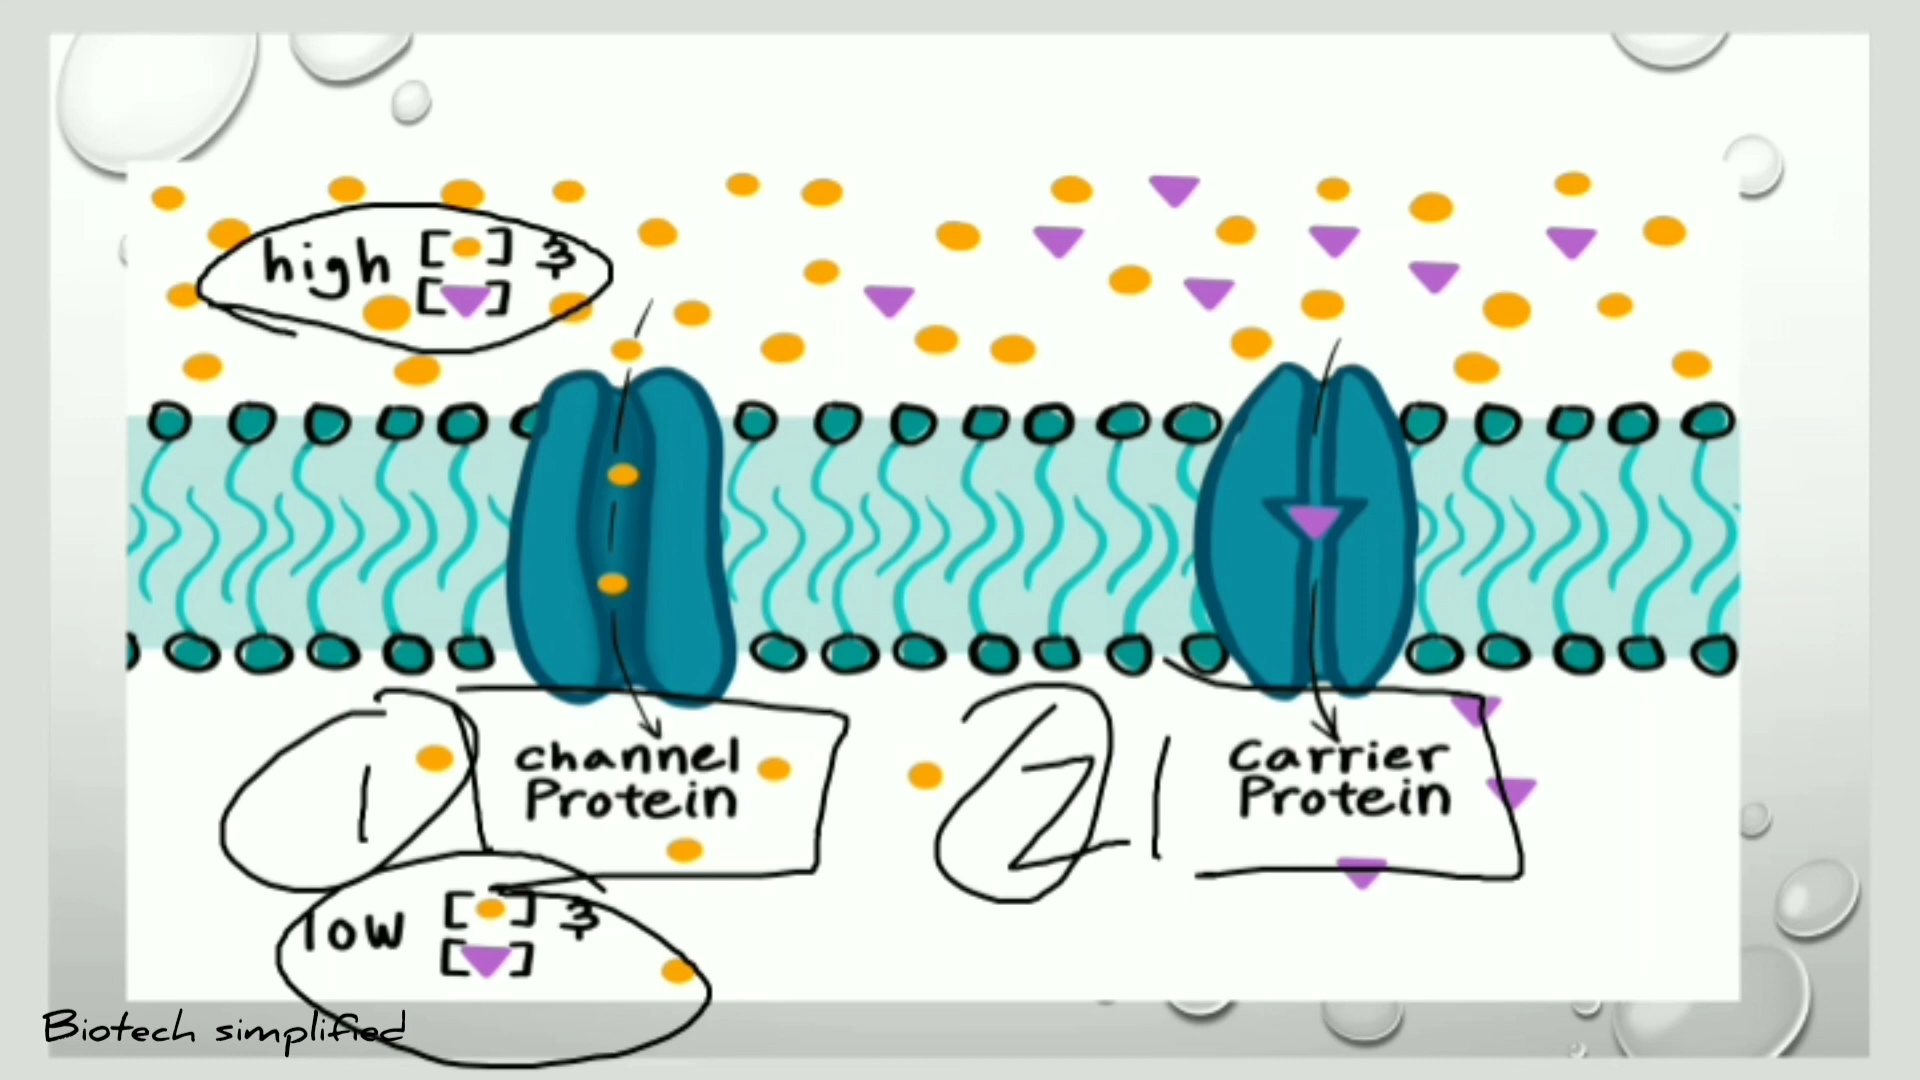 high [ ] &
[ ]
channel
Protein
1
Carrier
Protein
2
low [ ] &
[ ]
Biotech simplified